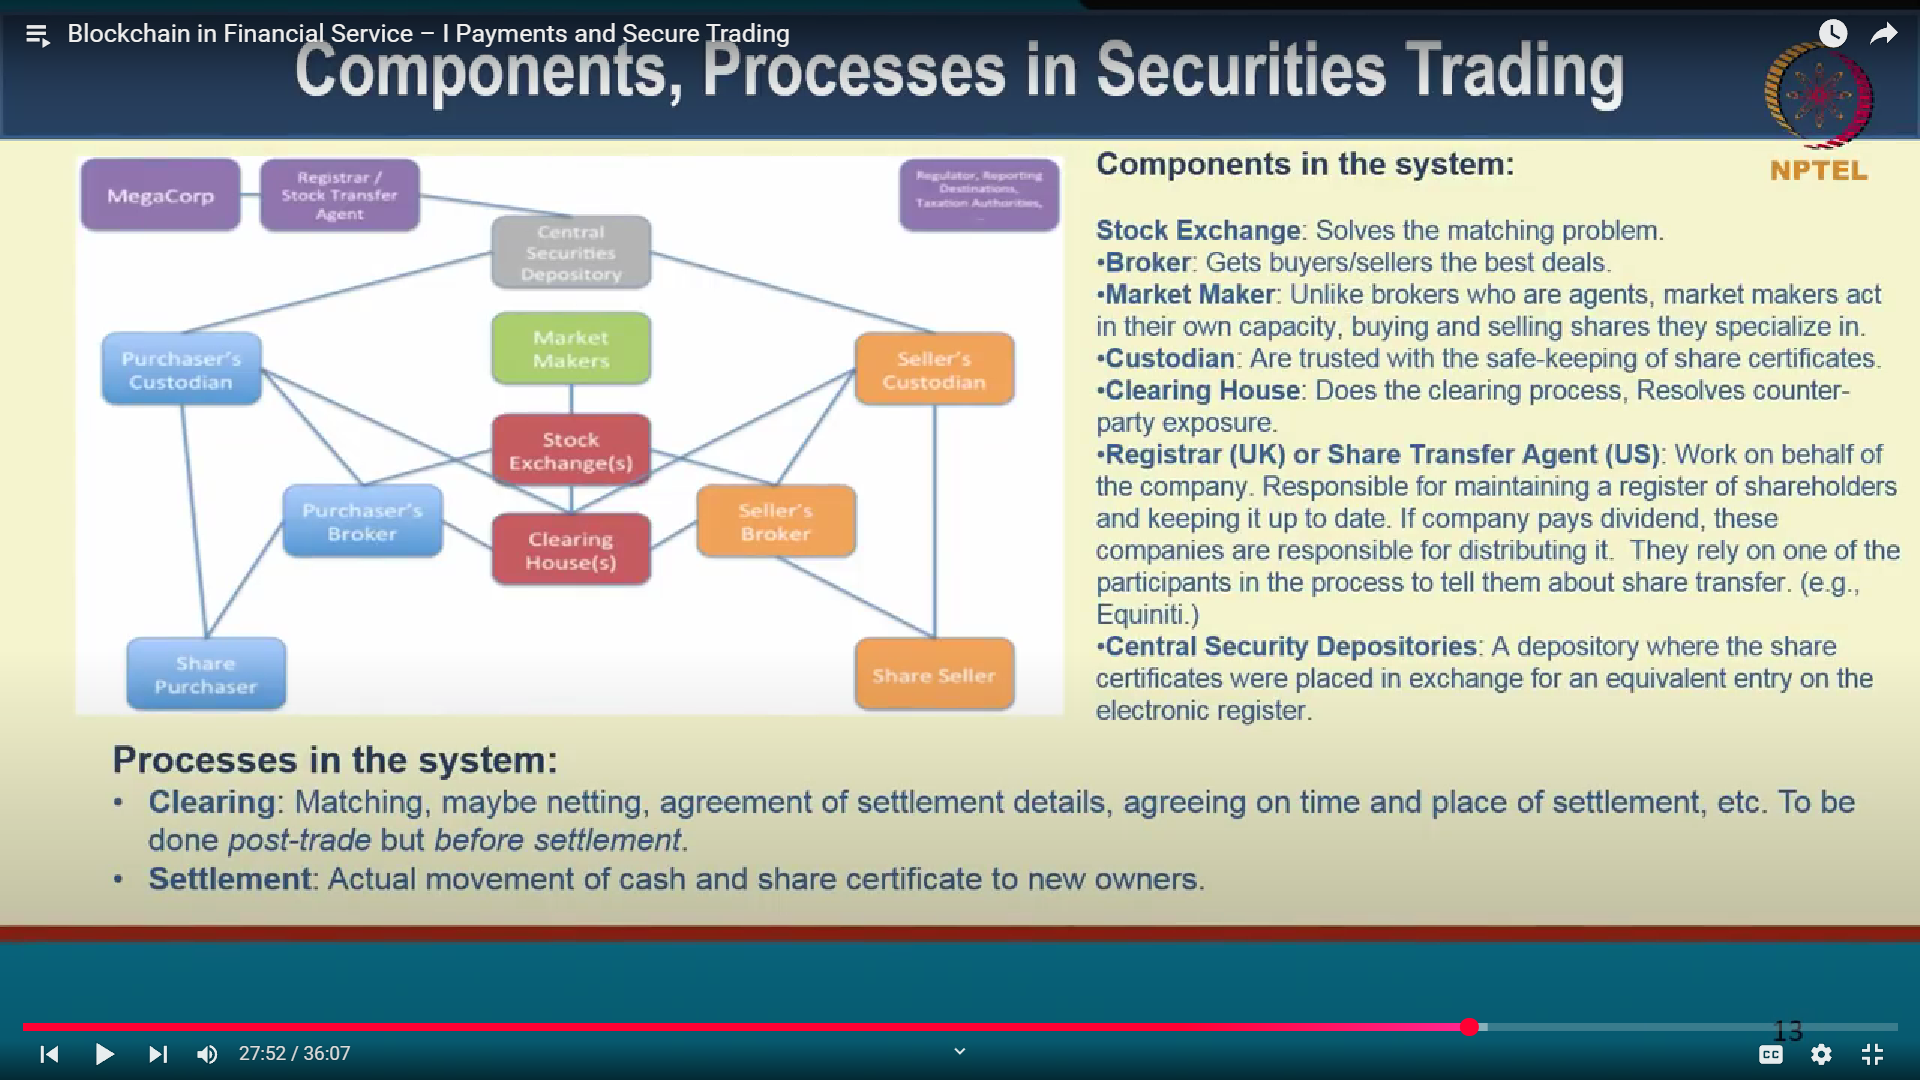 Blockchain in Financial Service – I Payments and Secure Trading
Components, Processes in Securities Trading
NPTEL
MegaCorp
Registrar /
Stock Transfer
Agent
Regulator, Reporting
Destinations,
Taxation Authorities,
...
Central
Securities
Depository
Market
Makers
Purchaser's
Custodian
Seller's
Custodian
Stock
Exchange(s)
Purchaser's
Broker
Seller's
Broker
Clearing
House(s)
Share
Purchaser
Share Seller
Components in the system:
Stock Exchange: Solves the matching problem.
•Broker: Gets buyers/sellers the best deals.
•Market Maker: Unlike brokers who are agents, market makers act
in their own capacity, buying and selling shares they specialize in.
•Custodian: Are trusted with the safe-keeping of share certificates.
•Clearing House: Does the clearing process, Resolves counter-
party exposure.
•Registrar (UK) or Share Transfer Agent (US): Work on behalf of
the company. Responsible for maintaining a register of shareholders
and keeping it up to date. If company pays dividend, these
companies are responsible for distributing it. They rely on one of the
participants in the process to tell them about share transfer. (e.g.,
Equiniti.)
•Central Security Depositories: A depository where the share
certificates were placed in exchange for an equivalent entry on the
electronic register.
Processes in the system:
• Clearing: Matching, maybe netting, agreement of settlement details, agreeing on time and place of settlement, etc. To be
done post-trade but before settlement.
• Settlement: Actual movement of cash and share certificate to new owners.
13
27:52 / 36:07
CC